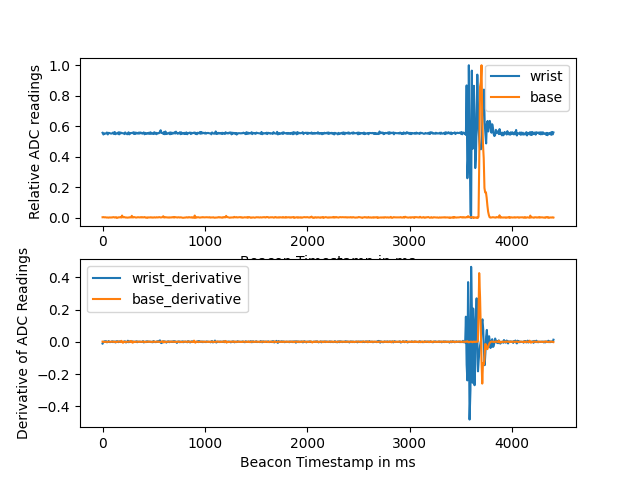 Relative ADC readings
1.0
0.8
0.6
0.4
0.2
0.0
wrist
base
0 1000 2000 3000 4000
Beacon Timestamp in ms
Derivative of ADC Readings
0.4
0.2
0.0
−0.2
−0.4
wrist_derivative
base_derivative
0 1000 2000 3000 4000
Beacon Timestamp in ms